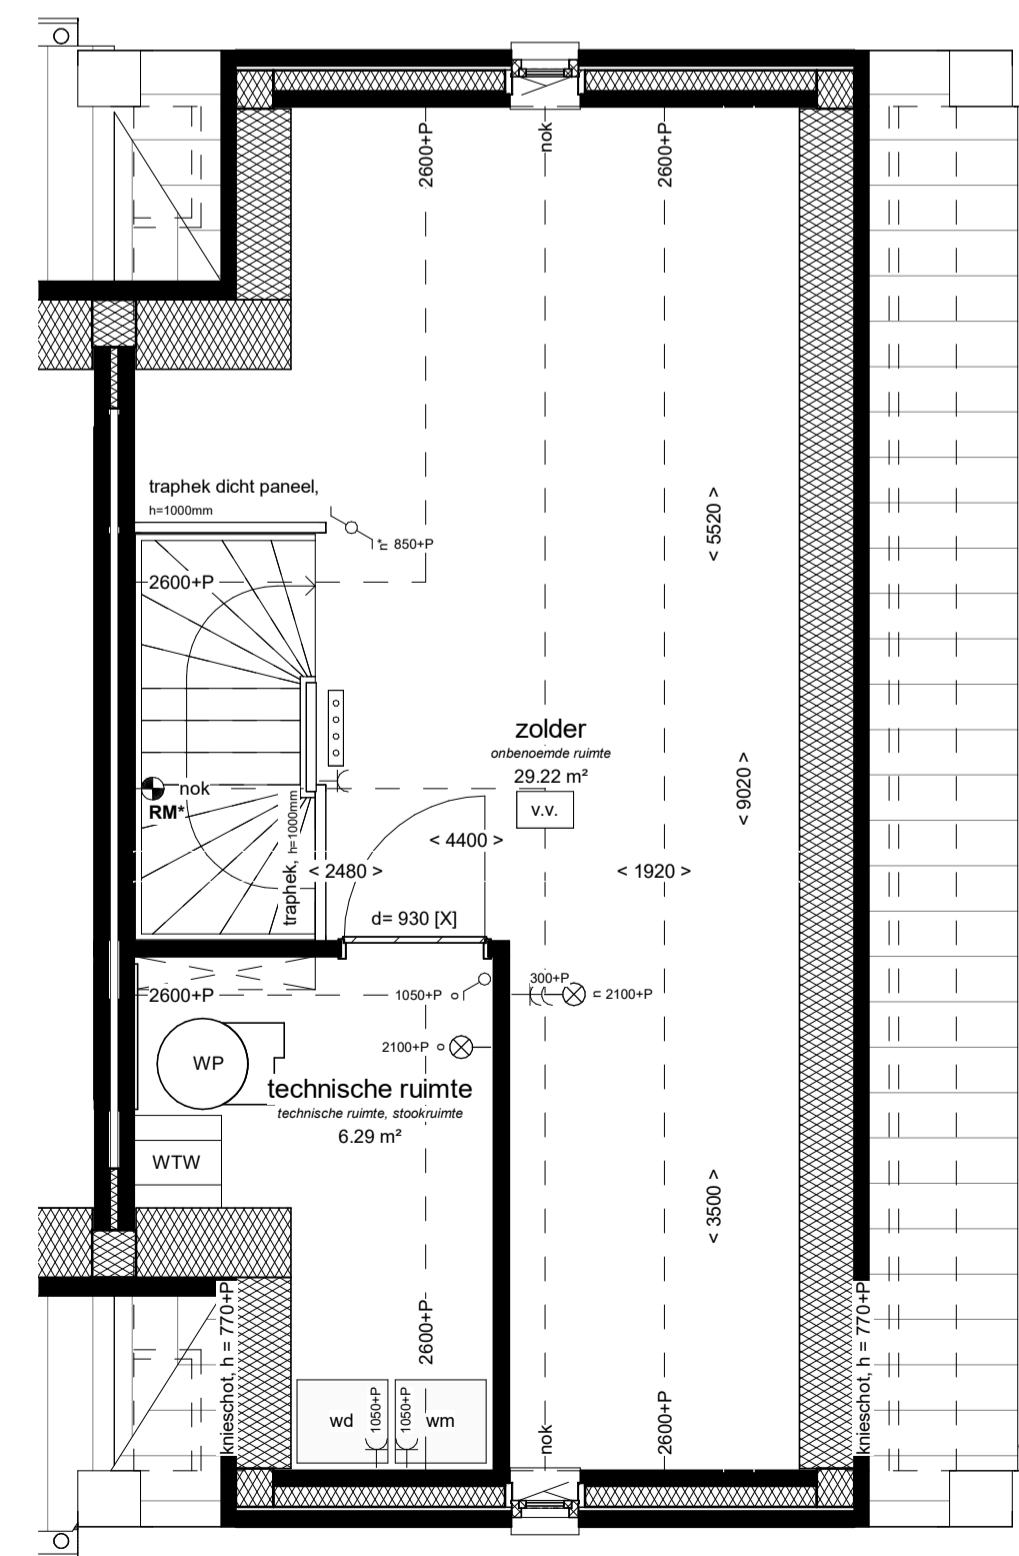 2600+P
nok
2600+P
traphek dicht paneel,
h=1000mm
850+P
< 5520 >
2600+P
zolder
onbenoemde ruimte
29.22 m²
nok
RM*
v.v.
< 9020 >
traphek, h=1000mm
< 4400 >
< 2480 >
< 1920 >
d= 930 [X]
2600+P
1050+P
300+P
2100+P
2100+P
WP
technische ruimte
technische ruimte, stookruimte
6.29 m²
WTW
< 3500 >
knieschot, h = 770+P
2600+P
knieschot, h = 770+P
wd
1050+P
1050+P
wm
nok
2600+P